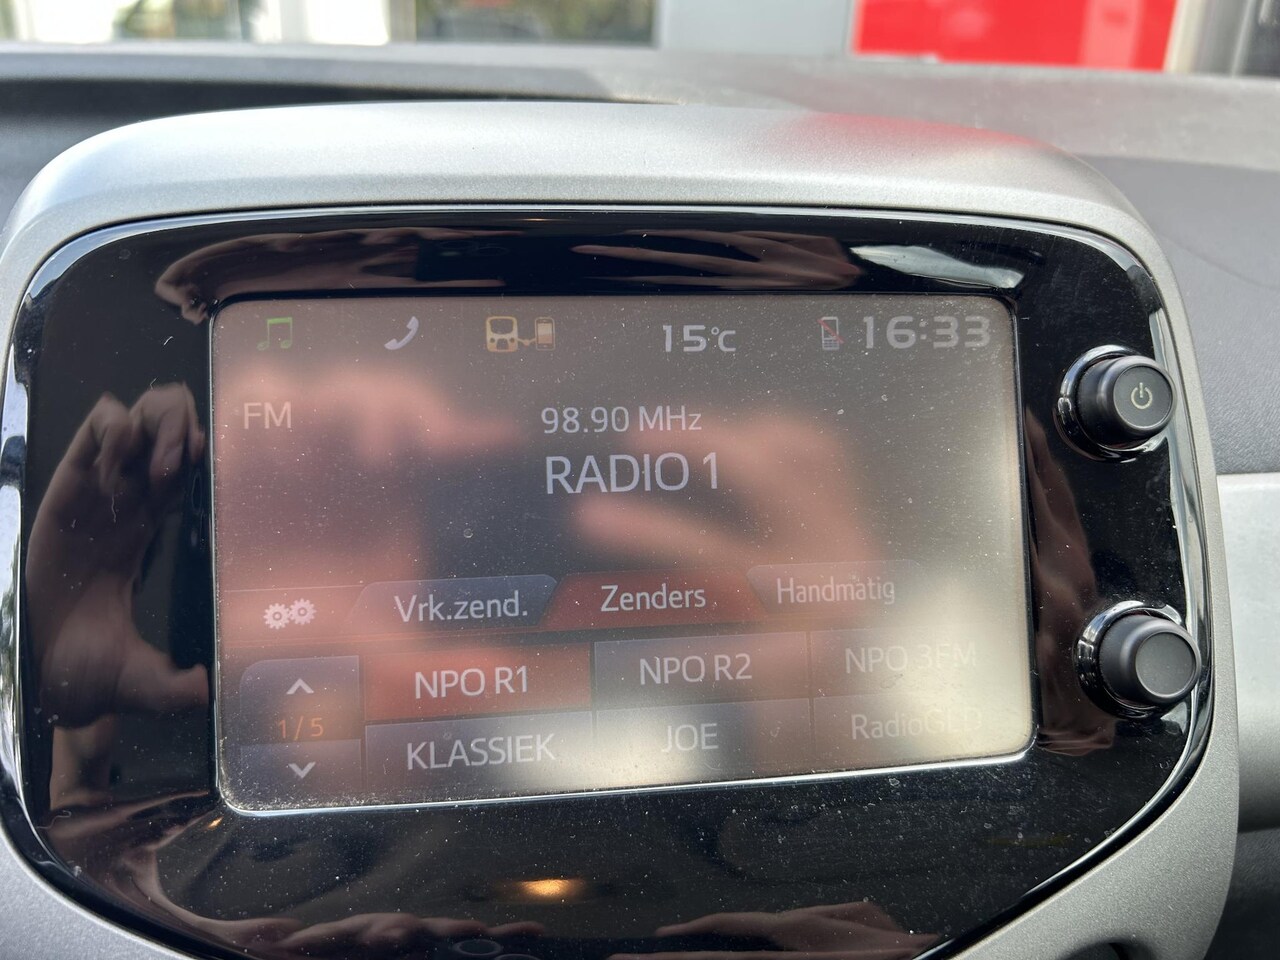 15°C
16:33
FM
98.90 MHz
RADIO 1
Vrk.zend. Zenders Handmatig
NPO R1 NPO R2 NPO 3FM
1/5
KLASSIEK JOE RadioGLD